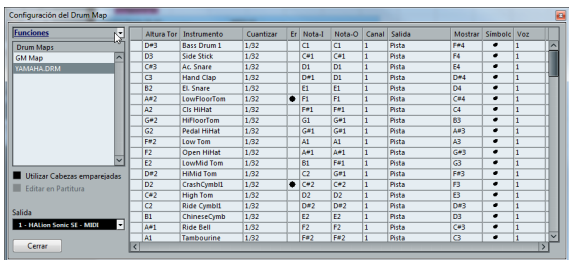 Configuración del Drum Map
Funciones
Drum Maps
GM Map
YAMAHA.DRM
Utilizar Cabezas emparejadas
Editar en Partitura
Salida
1 - HALion Sonic SE - MIDI
Cerrar
Altura Tor Instrumento Cuantizar Er Nota-I Nota-O Canal Salida Mostrar Símbolc Voz
D#3 Bass Drum 1 1/32 C1 C1 1 Pista F#4 1
D3 Side Stick 1/32 C#1 C#1 1 Pista F4 1
C#3 Ac. Snare 1/32 D1 D1 1 Pista E4 1
C3 Hand Clap 1/32 D#1 D#1 1 Pista D#4 1
B2 El. Snare 1/32 E1 E1 1 Pista D4 1
A#2 LowFloorTom 1/32 F1 F1 1 Pista C#4 1
A2 Cls HiHat 1/32 F#1 F#1 1 Pista C4 1
G#2 HiFloorTom 1/32 G1 G#1 1 Pista B3 1
G2 Pedal HiHat 1/32 G#1 G#1 1 Pista A#3 1
F#2 Low Tom 1/32 A1 A1 1 Pista A3 1
F2 Open HiHat 1/32 A#1 A#1 1 Pista G#3 1
E2 LowMid Tom 1/32 B1 F#1 1 Pista G3 1
D#2 HiMid Tom 1/32 C2 G#1 1 Pista F#3 1
D2 CrashCymbl1 1/32 C#2 C#2 1 Pista F3 1
C#2 High Tom 1/32 D2 D2 1 Pista E3 1
C2 Ride Cymbl1 1/32 D#2 D#2 1 Pista D#3 1
B1 ChineseCymb 1/32 E2 E2 1 Pista D3 1
A#1 Ride Bell 1/32 F2 F2 1 Pista C#3 1
A1 Tambourine 1/32 F#2 F#2 1 Pista C3 1